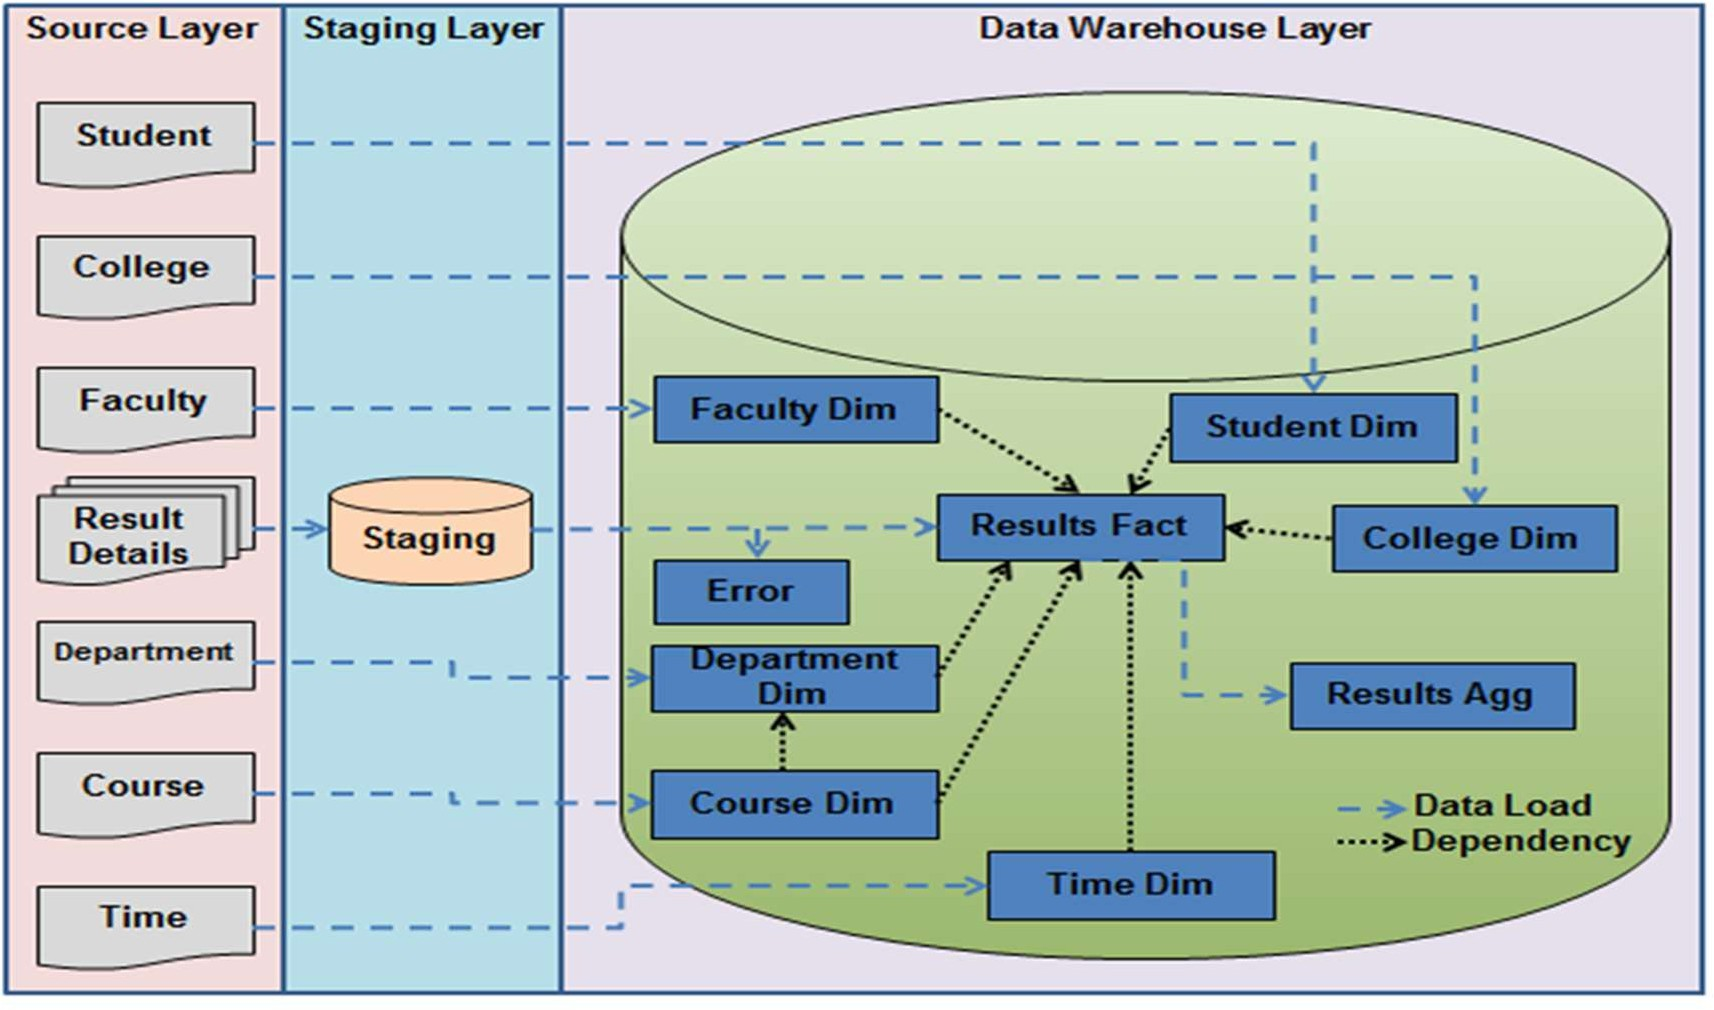 Source Layer
Staging Layer
Data Warehouse Layer
Student
College
Faculty
Result
Details
Department
Course
Time
Staging
Faculty Dim
Student Dim
Results Fact
College Dim
Error
Department
Dim
Results Agg
Course Dim
Time Dim
Data Load
Dependency